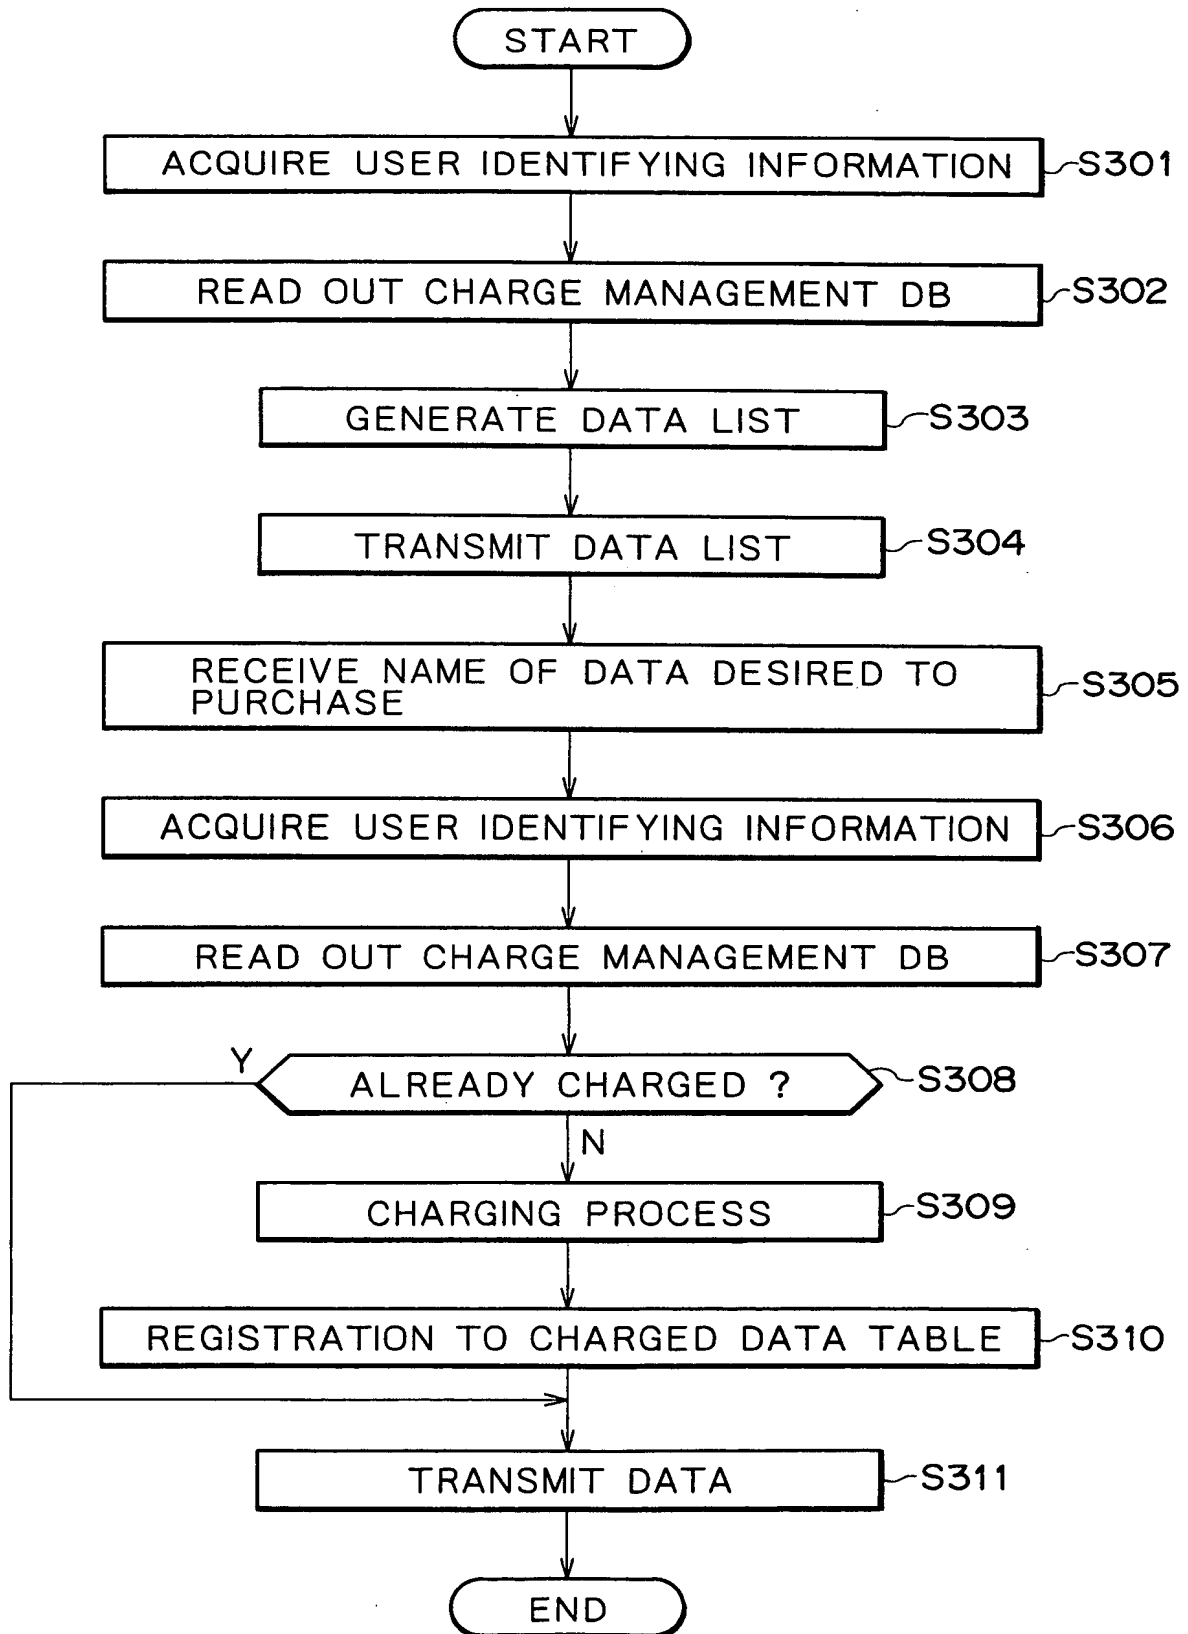 START
ACQUIRE USER IDENTIFYING INFORMATION S301
READ OUT CHARGE MANAGEMENT DB S302
GENERATE DATA LIST S303
TRANSMIT DATA LIST S304
RECEIVE NAME OF DATA DESIRED TO
PURCHASE S305
ACQUIRE USER IDENTIFYING INFORMATION S306
READ OUT CHARGE MANAGEMENT DB S307
Y
ALREADY CHARGED ? S308
N
CHARGING PROCESS S309
REGISTRATION TO CHARGED DATA TABLE S310
TRANSMIT DATA S311
END